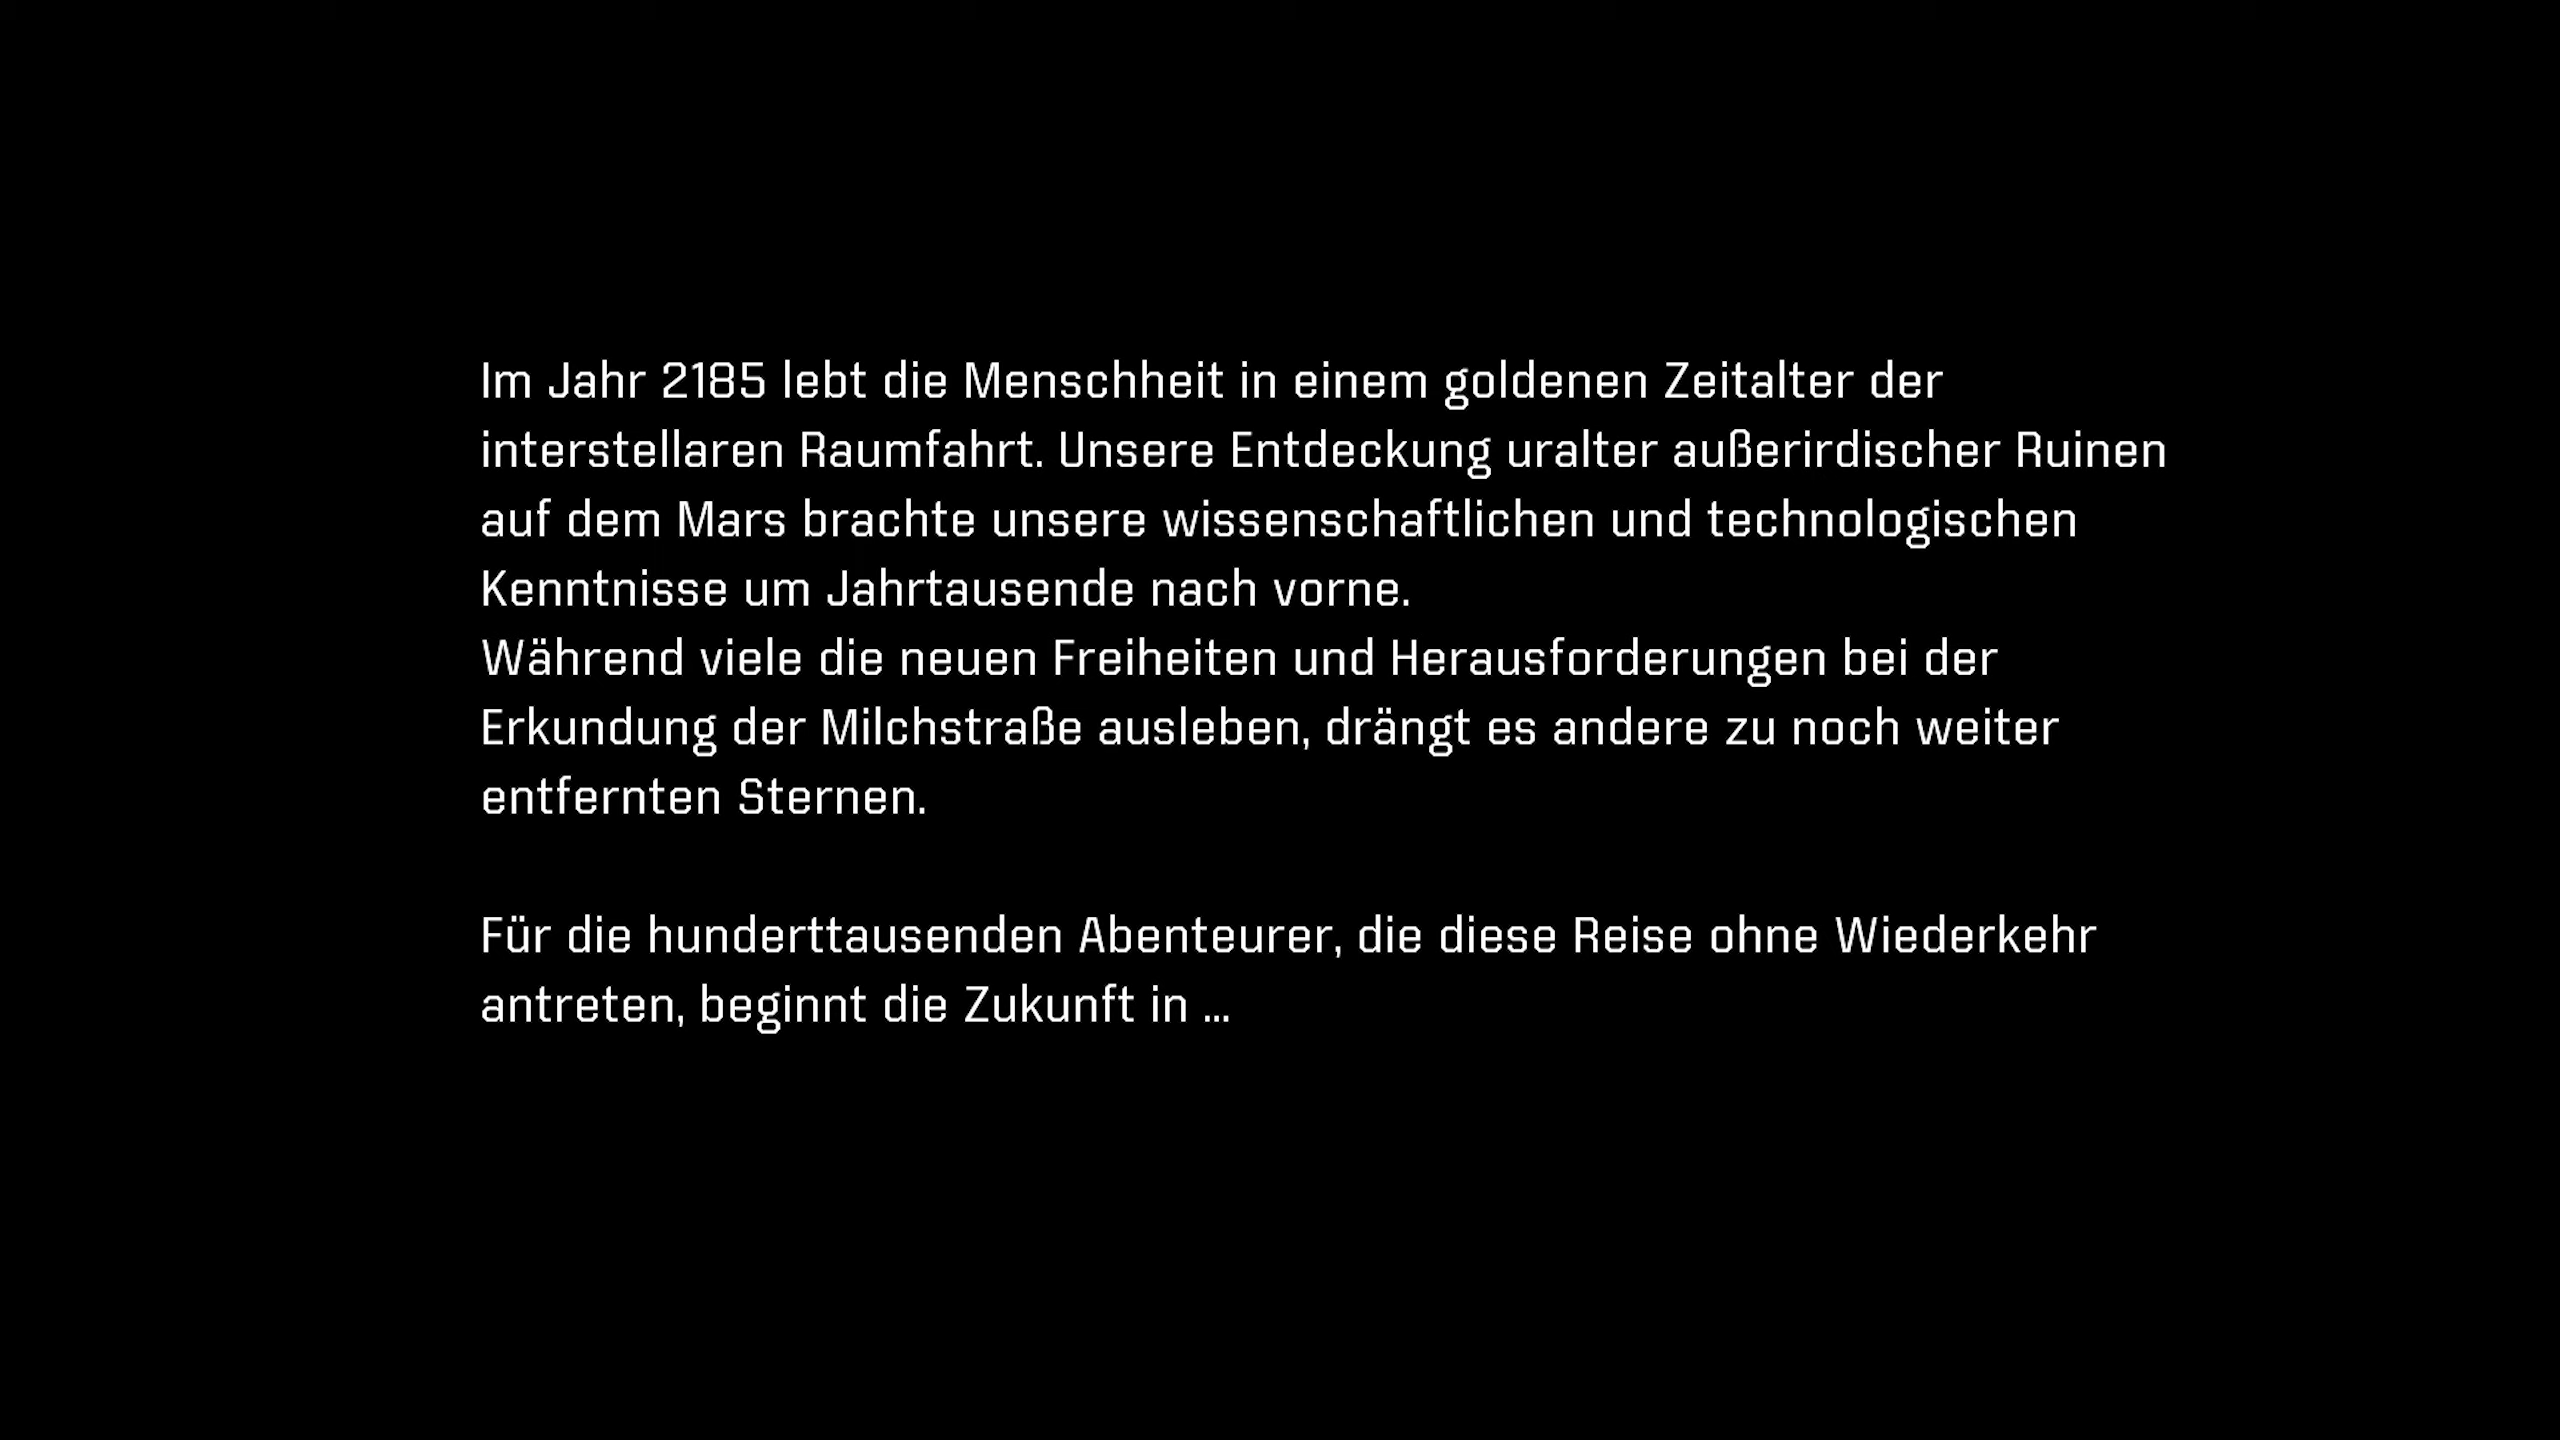 Im Jahr 2185 lebt die Menschheit in einem goldenen Zeitalter der
interstellaren Raumfahrt. Unsere Entdeckung uralter außerirdischer Ruinen
auf dem Mars brachte unsere wissenschaftlichen und technologischen
Kenntnisse um Jahrtausende nach vorne.
Während viele die neuen Freiheiten und Herausforderungen bei der
Erkundung der Milchstraße ausleben, drängt es andere zu noch weiter
entfernten Sternen.
Für die hunderttausenden Abenteurer, die diese Reise ohne Wiederkehr
antreten, beginnt die Zukunft in ...